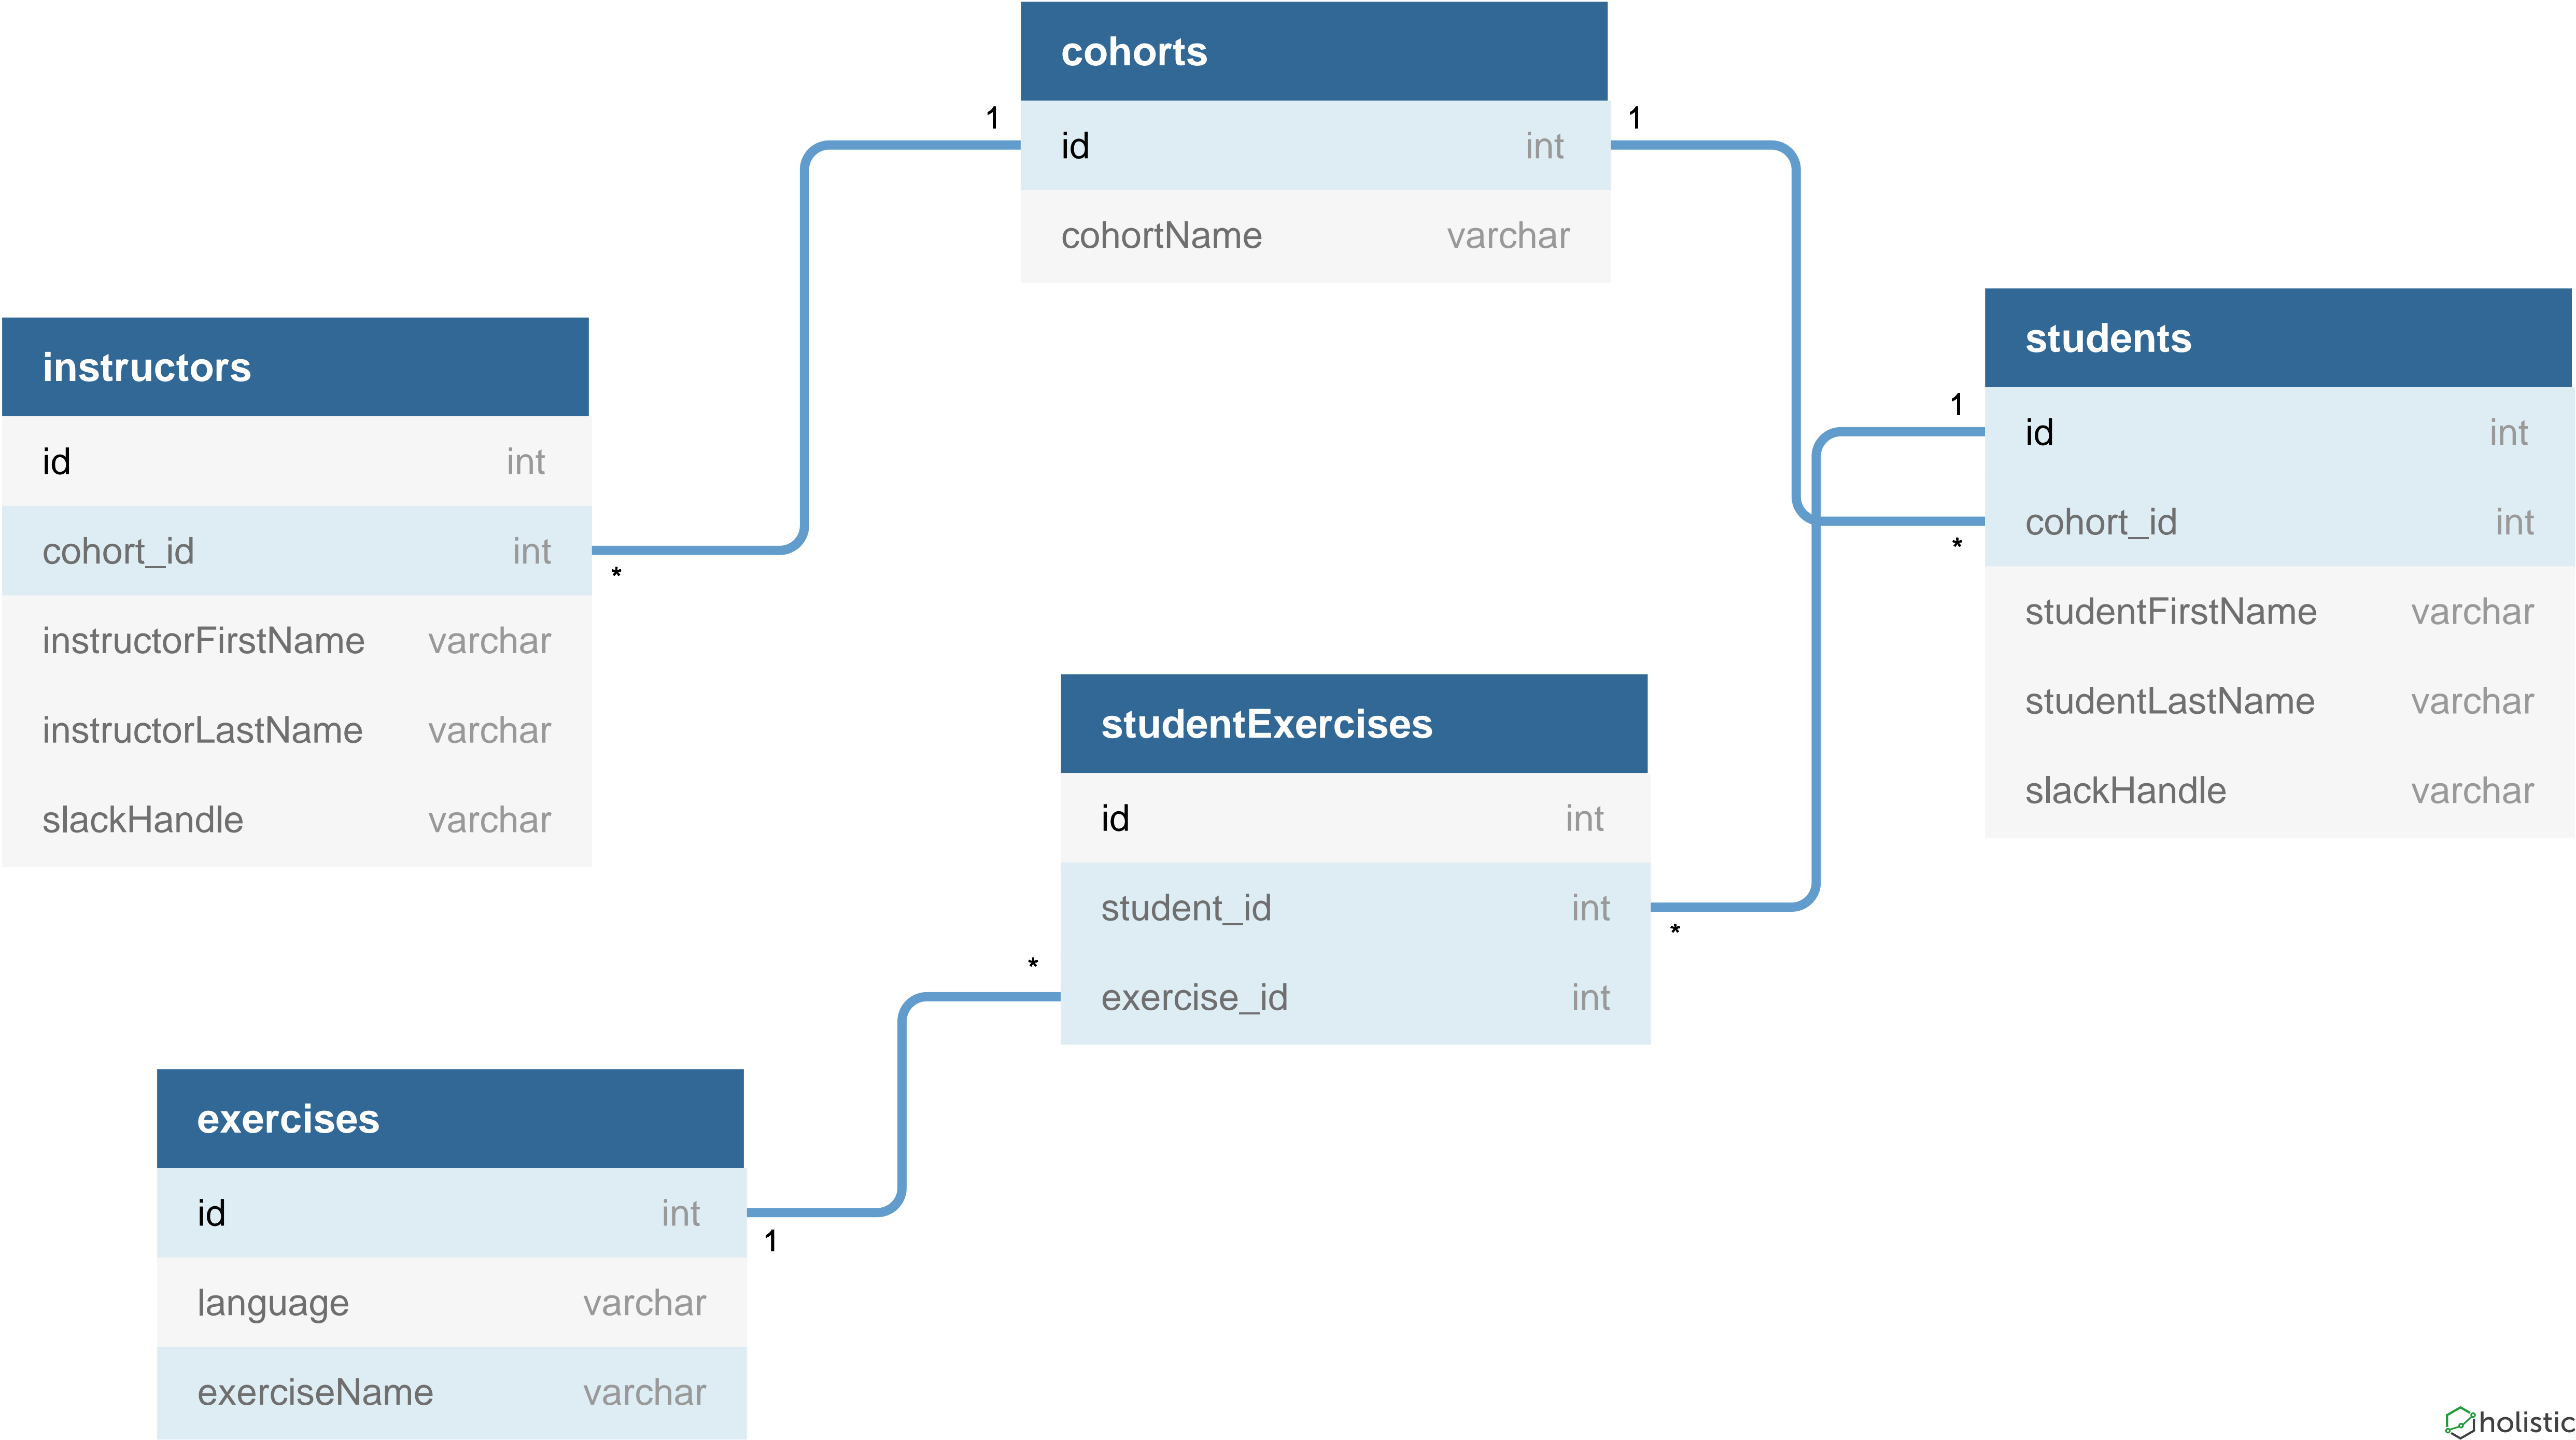 cohorts
1
1
id int
cohortName varchar
instructors
id int
cohort_id int
*
instructorFirstName varchar
instructorLastName varchar
slackHandle varchar
students
1
id int
cohort_id int
*
studentFirstName varchar
studentLastName varchar
slackHandle varchar
studentExercises
id int
student_id int
*
*
exercise_id int
exercises
id int
1
language varchar
exerciseName varchar
holistic